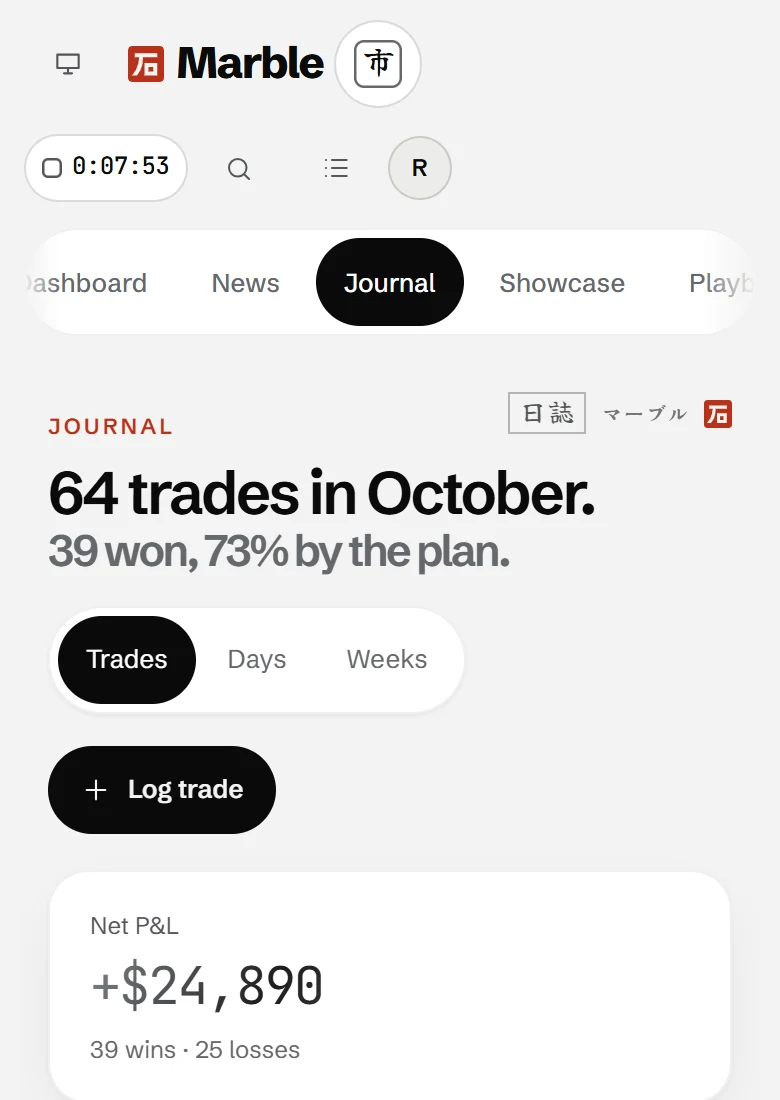 石 Marble 市
0:07:53 R
Dashboard News Journal Showcase Playb
JOURNAL 日誌 マーブル 石
64 trades in October.
39 won, 73% by the plan.
Trades Days Weeks
+ Log trade
Net P&L
+$24,890
39 wins · 25 losses